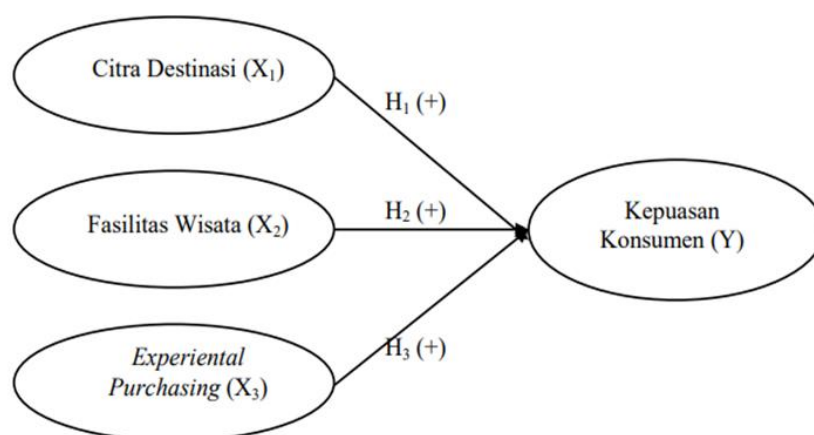 Citra Destinasi (X₁)
H₁ (+)
Fasilitas Wisata (X₂)
H₂ (+)
Kepuasan
Konsumen (Y)
Experiental
Purchasing (X₃)
H₃ (+)